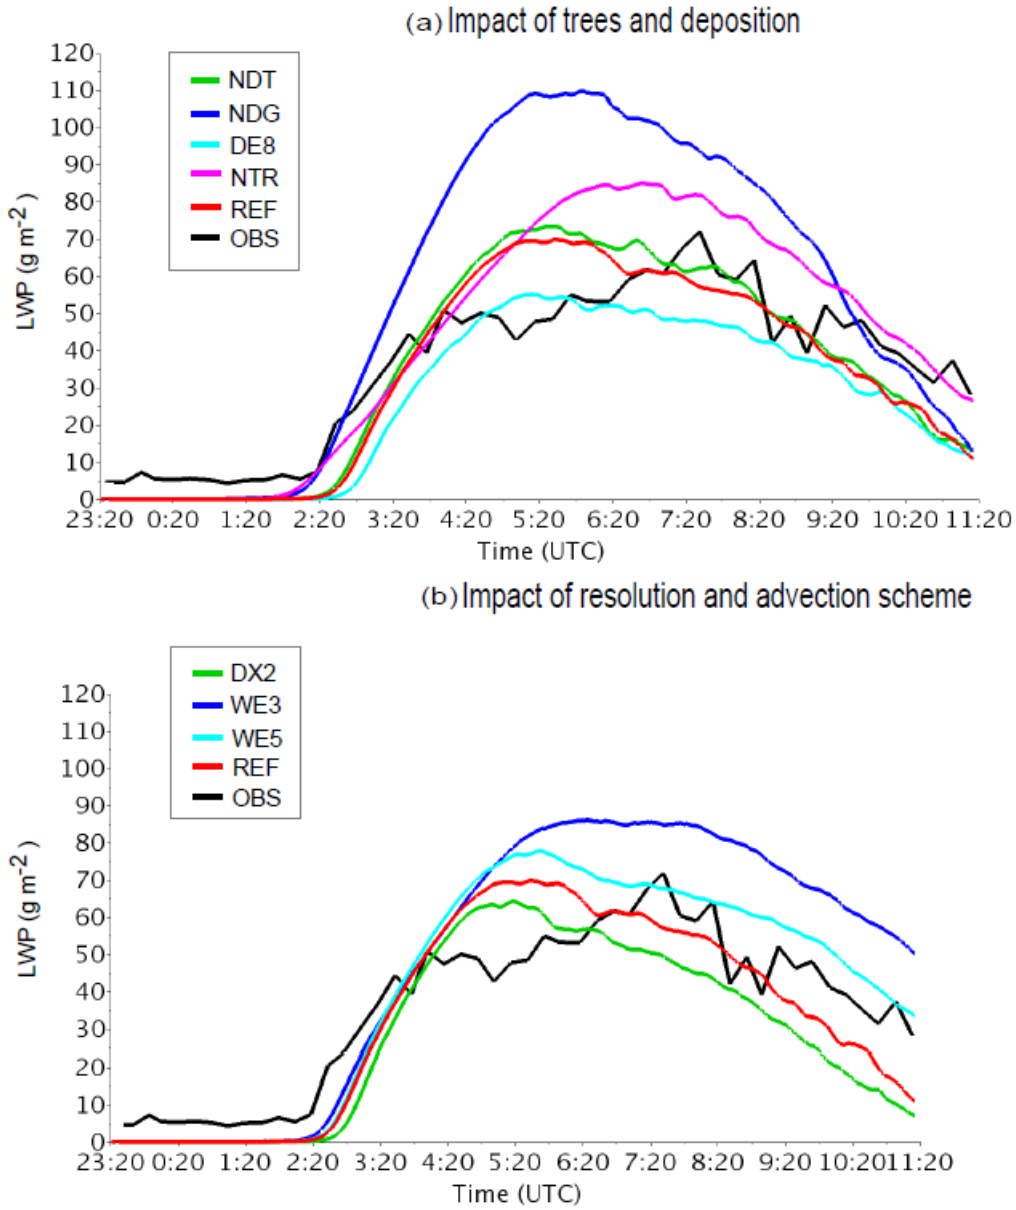 (a) Impact of trees and deposition
120
110
100
90
80
70
60
50
40
30
20
10
0
LWP (g m-2)
NDT
NDG
DE8
NTR
REF
OBS
23:20 0:20 1:20 2:20 3:20 4:20 5:20 6:20 7:20 8:20 9:20 10:20 11:20
Time (UTC)
(b) Impact of resolution and advection scheme
DX2
WE3
WE5
REF
OBS
120
110
100
90
80
70
60
50
40
30
20
10
0
LWP (g m-2)
23:20 0:20 1:20 2:20 3:20 4:20 5:20 6:20 7:20 8:20 9:20 10:20 11:20
Time (UTC)